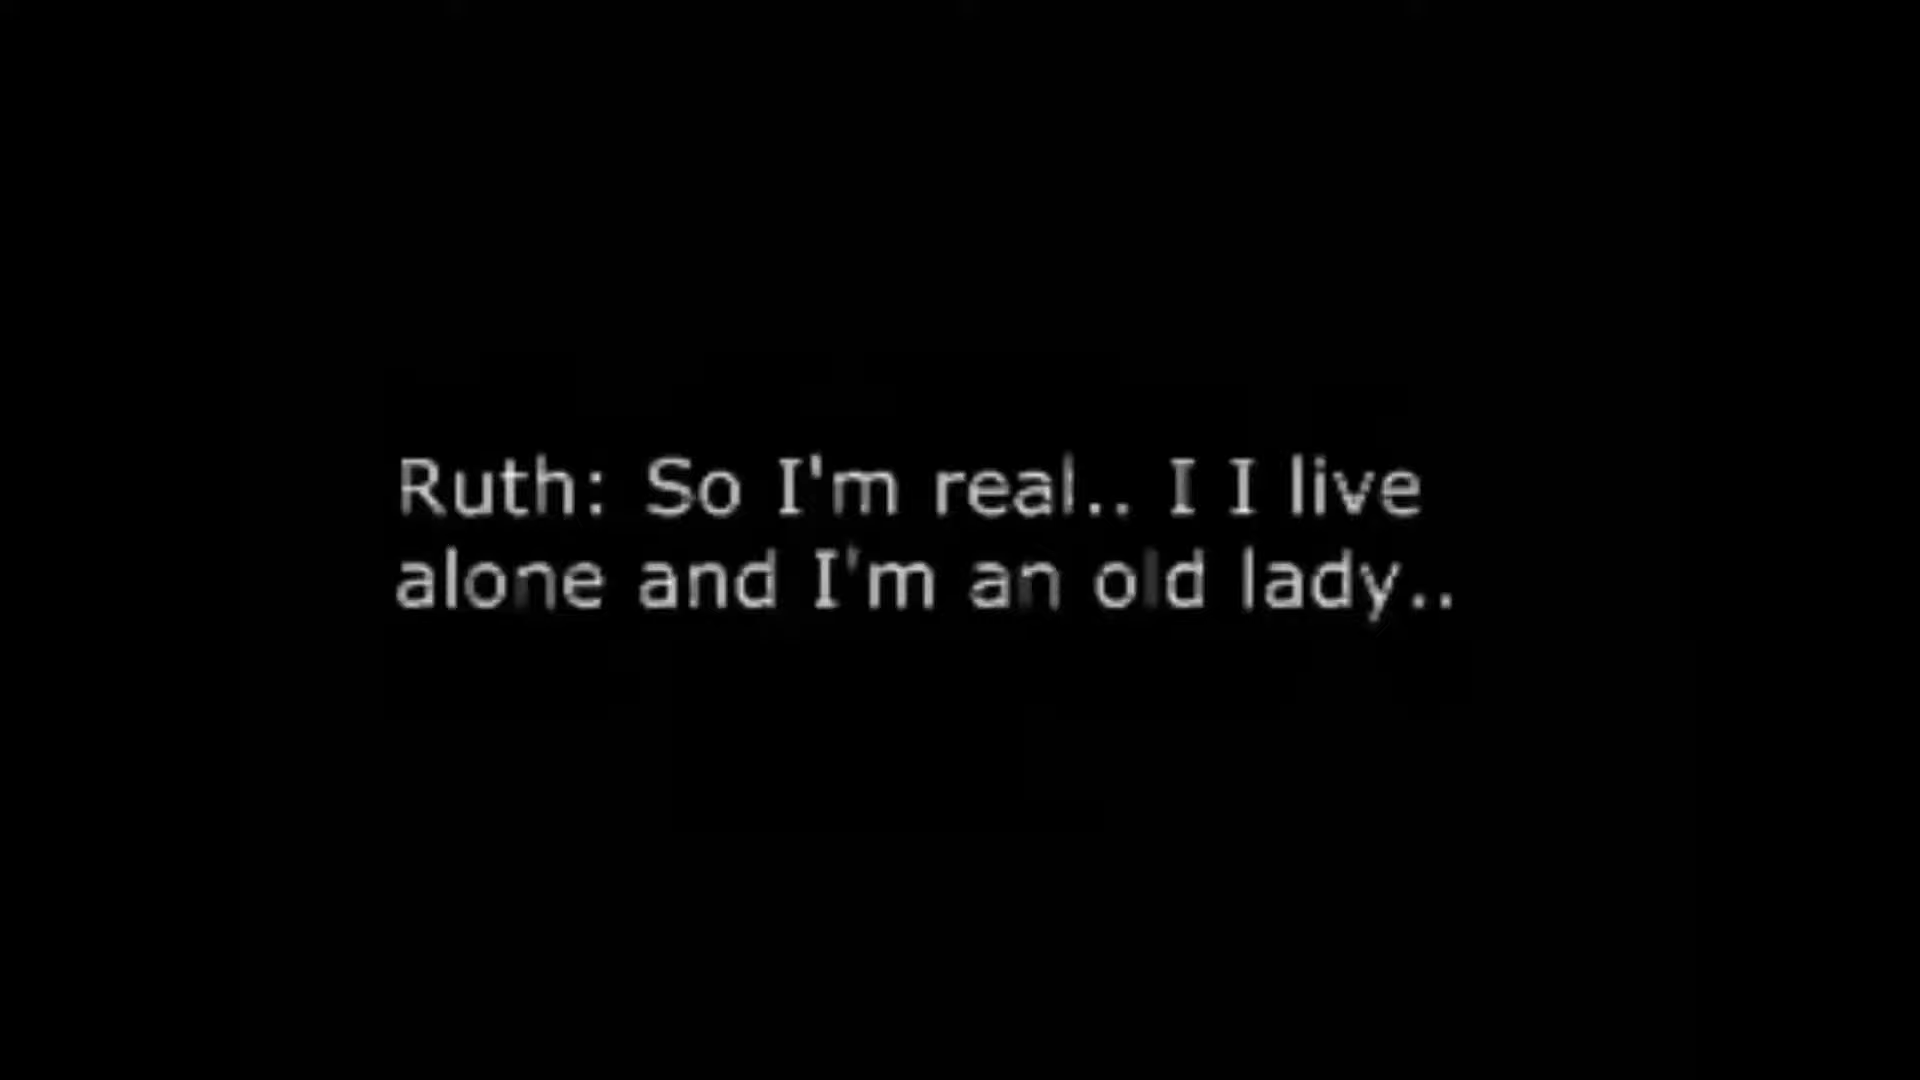 Ruth: So I'm real.. I I live
alone and I'm an old lady..